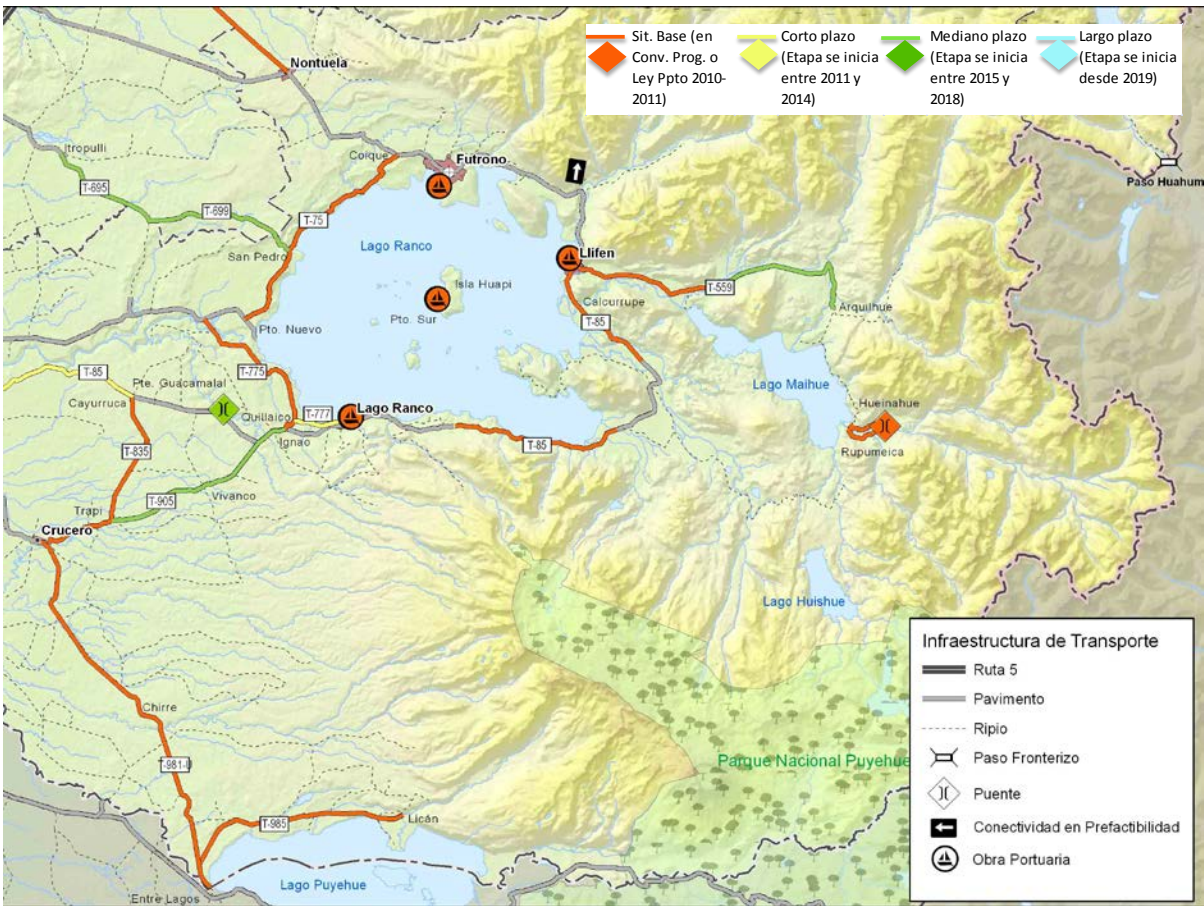 Sit. Base (en
Conv. Prog. o
Ley Ppto 2010-
2011)
Corto plazo
(Etapa se inicia
entre 2011 y
2014)
Mediano plazo
(Etapa se inicia
entre 2015 y
2018)
Largo plazo
(Etapa se inicia
desde 2019)
Nontuela
Itropulli
Coique
Futrono
Paso Huahum
T-695
T-699
T-75
Lago Ranco
San Pedro
Llifen
Isla Huapi
T-559
Calcurrupe
Arquilhue
Pto. Sur
Pto. Nuevo
T-85
T-85
T-775
Pte. Guacamalal
Lago Maihue
Cayurruca
Quillaico
T-777
Lago Ranco
Hueinahue
Ignao
T-85
Rupumeica
T-835
Vivanco
T-905
Trapi
Crucero
Lago Huishue
Chirre
T-981-U
Parque Nacional Puyehue
T-985
Licán
Lago Puyehue
Entre Lagos
Infraestructura de Transporte
Ruta 5
Pavimento
Ripio
Paso Fronterizo
Puente
Conectividad en Prefactibilidad
Obra Portuaria